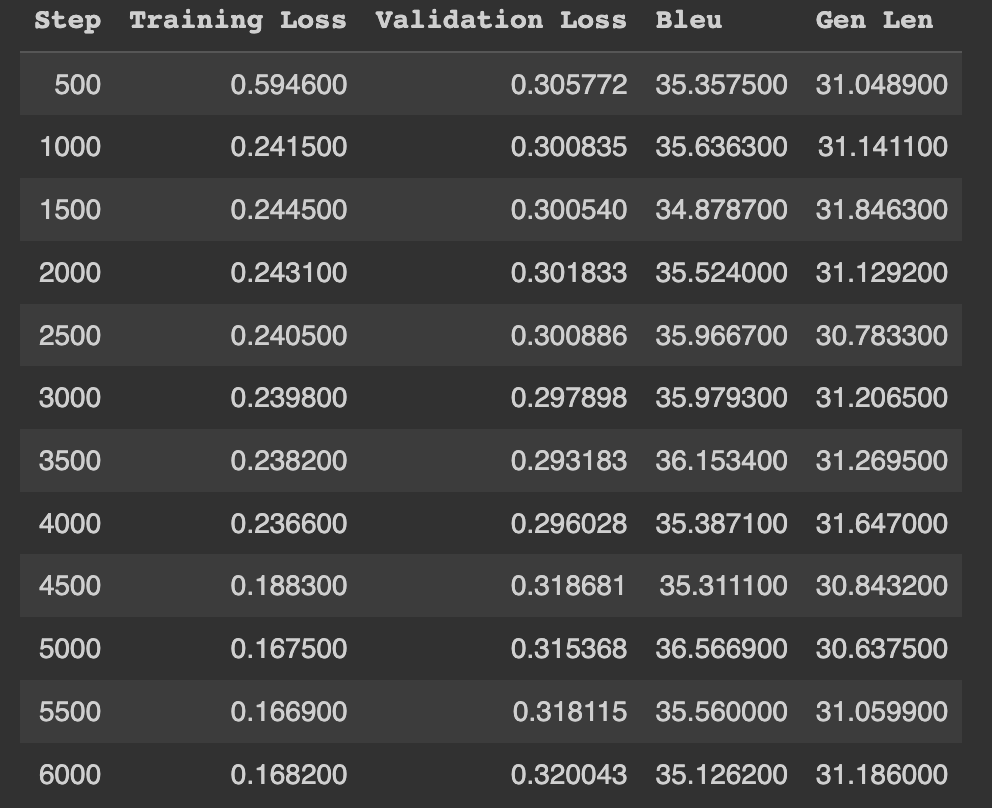 Step Training Loss Validation Loss Bleu Gen Len
500 0.594600 0.305772 35.357500 31.048900
1000 0.241500 0.300835 35.636300 31.141100
1500 0.244500 0.300540 34.878700 31.846300
2000 0.243100 0.301833 35.524000 31.129200
2500 0.240500 0.300886 35.966700 30.783300
3000 0.239800 0.297898 35.979300 31.206500
3500 0.238200 0.293183 36.153400 31.269500
4000 0.236600 0.296028 35.387100 31.647000
4500 0.188300 0.318681 35.311100 30.843200
5000 0.167500 0.315368 36.566900 30.637500
5500 0.166900 0.318115 35.560000 31.059900
6000 0.168200 0.320043 35.126200 31.186000